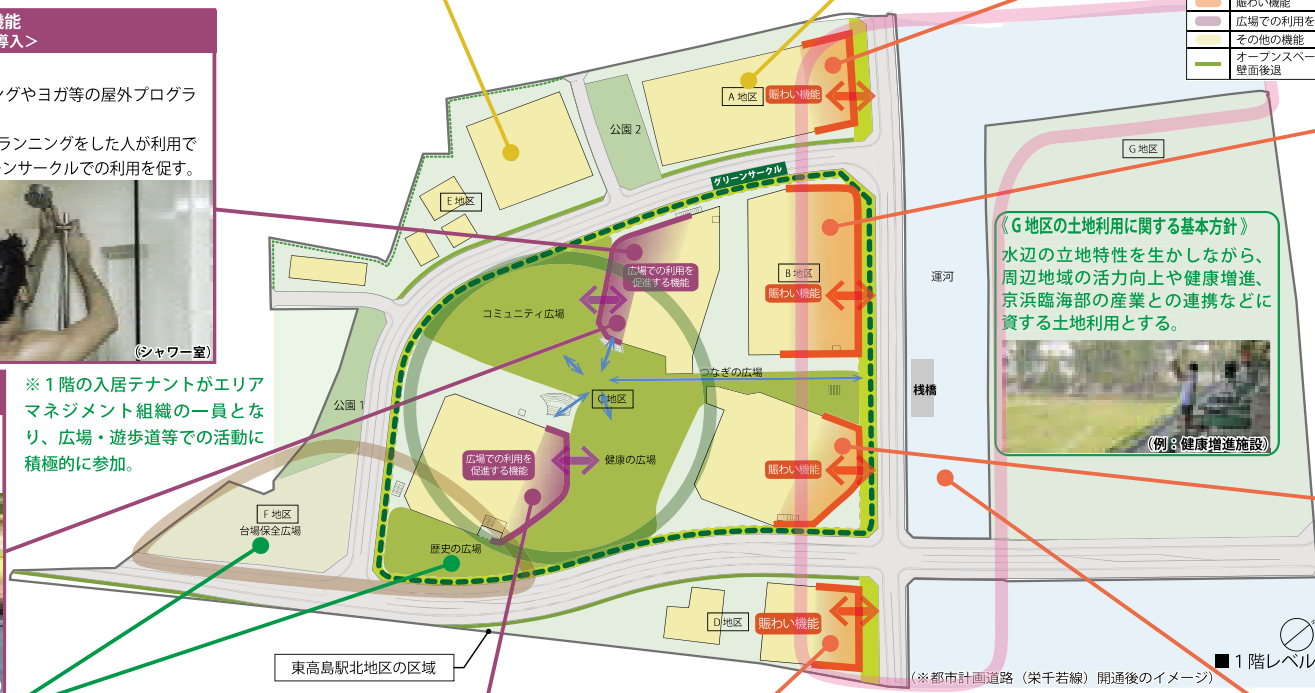 機能
導入＞
ングやヨガ等の屋外プログラ
ランニングをした人が利用で
ーンサークルでの利用を促す。
(シャワー室)
※１階の入居テナントがエリア
マネジメント組織の一員とな
り、広場・遊歩道等での活動に
積極的に参加。
賑わい機能
広場での利用を
その他の機能
オープンスペー
壁面後退
公園 2
A 地区
賑わい機能
グリーンサークル
E 地区
G 地区
広場での利用を
促進する機能
B 地区
賑わい機能
コミュニティ広場
運河
《G 地区の土地利用に関する基本方針》
水辺の立地特性を生かしながら、
周辺地域の活力向上や健康増進、
京浜臨海部の産業との連携などに
資する土地利用とする。
(例：健康増進施設)
つなぎの広場
公園 1
C 地区
桟橋
広場での利用を
促進する機能
健康の広場
賑わい機能
F 地区
台場保全広場
歴史の広場
D 地区
賑わい機能
東高島駅北地区の区域
■１階レベル
(※都市計画道路（栄千若線）開通後のイメージ)